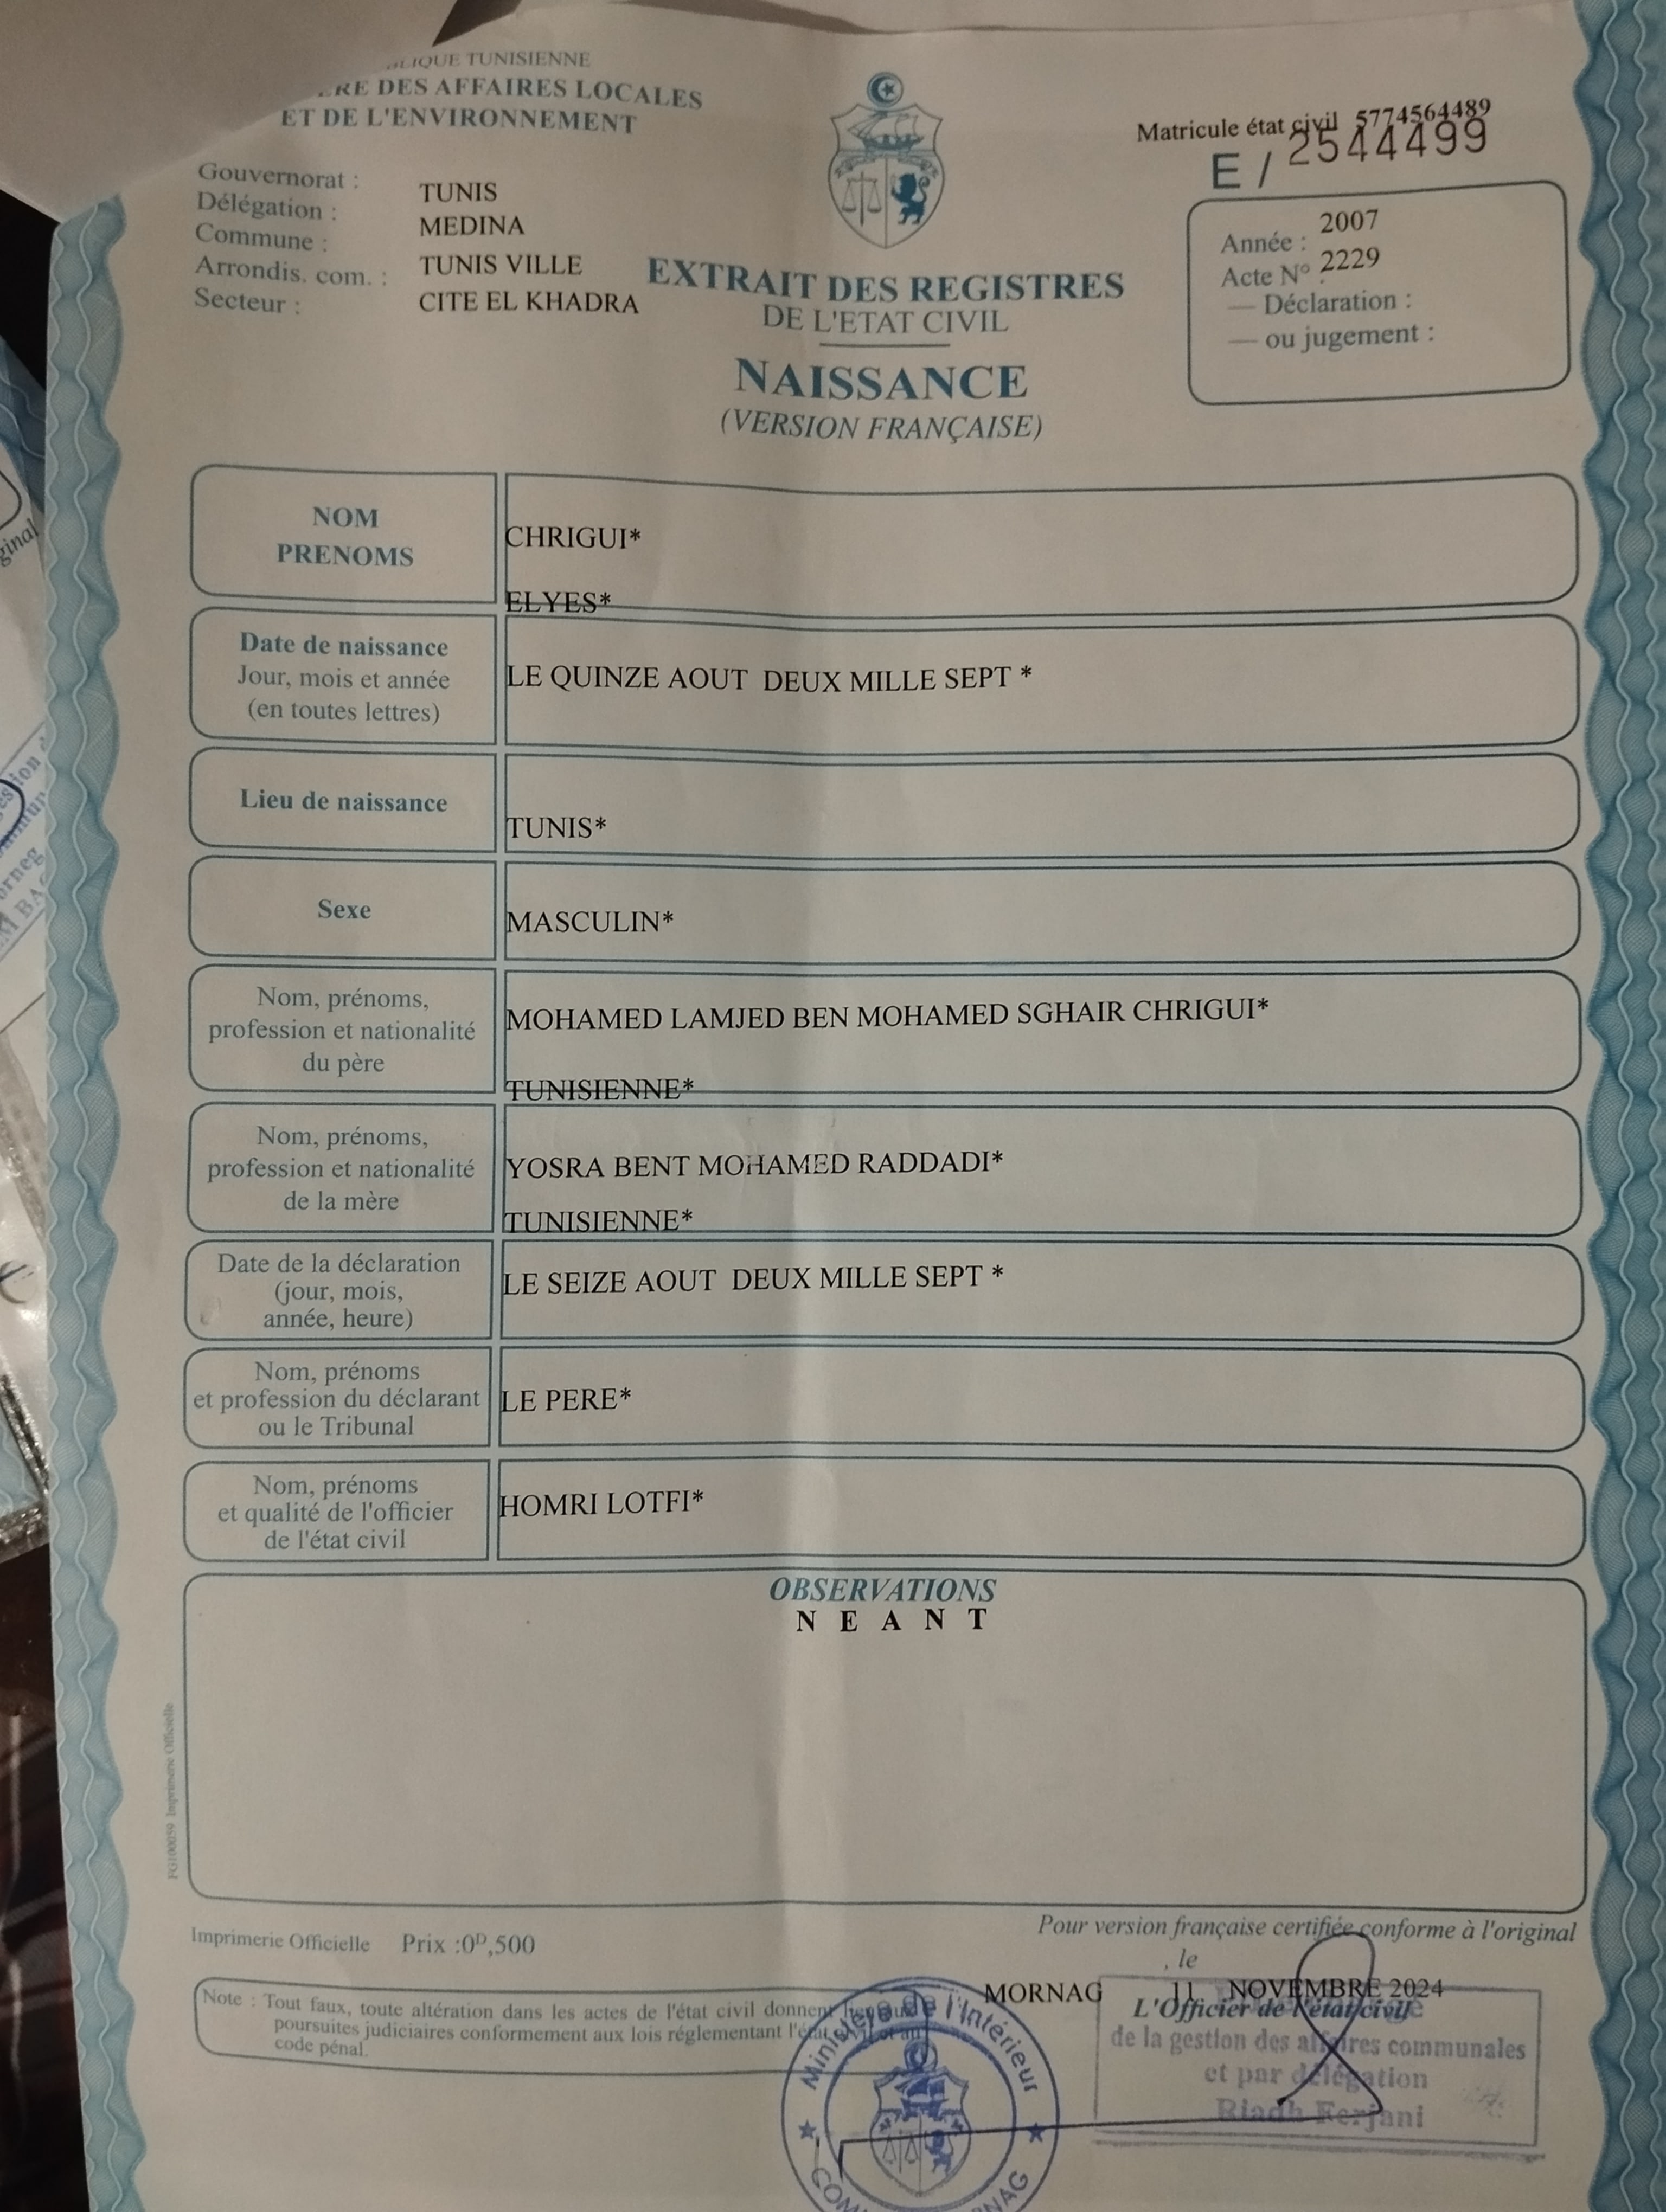 TUNISIENNE
DES AFFAIRES LOCALES
ET DE L'ENVIRONNEMENT
Matricule état civil 5774564489
E / 2544499
Gouvernorat : TUNIS
Délégation : MEDINA
Commune :
Arrondis. com. : TUNIS VILLE
Secteur : CITE EL KHADRA
Année : 2007
Acte N° : 2229
— Déclaration :
— ou jugement :
EXTRAIT DES REGISTRES
DE L'ETAT CIVIL
NAISSANCE
(VERSION FRANÇAISE)
NOM
PRENOMS
CHRIGUI*
ELYES*
Date de naissance
Jour, mois et année
(en toutes lettres)
LE QUINZE AOUT DEUX MILLE SEPT *
Lieu de naissance
TUNIS*
Sexe
MASCULIN*
Nom, prénoms,
profession et nationalité
du père
MOHAMED LAMJED BEN MOHAMED SGHAIR CHRIGUI*
TUNISIENNE*
Nom, prénoms,
profession et nationalité
de la mère
YOSRA BENT MOHAMED RADDADI*
TUNISIENNE*
Date de la déclaration
(jour, mois,
année, heure)
LE SEIZE AOUT DEUX MILLE SEPT *
Nom, prénoms
et profession du déclarant
ou le Tribunal
LE PERE*
Nom, prénoms
et qualité de l'officier
de l'état civil
HOMRI LOTFI*
OBSERVATIONS
N E A N T
FG100059 Imprimerie Officielle
Imprimerie Officielle Prix :0ᴰ,500
Pour version française certifiée conforme à l'original
, le
MORNAG 11 NOVEMBRE 2024
L'Officier de l'état civil
de la gestion des affaires communales
et par délégation
Riadh Ferjani
Note : Tout faux, toute altération dans les actes de l'état civil donnent
poursuites judiciaires conformement aux lois réglementant l'état
code pénal.
Ministère de l'Intérieur